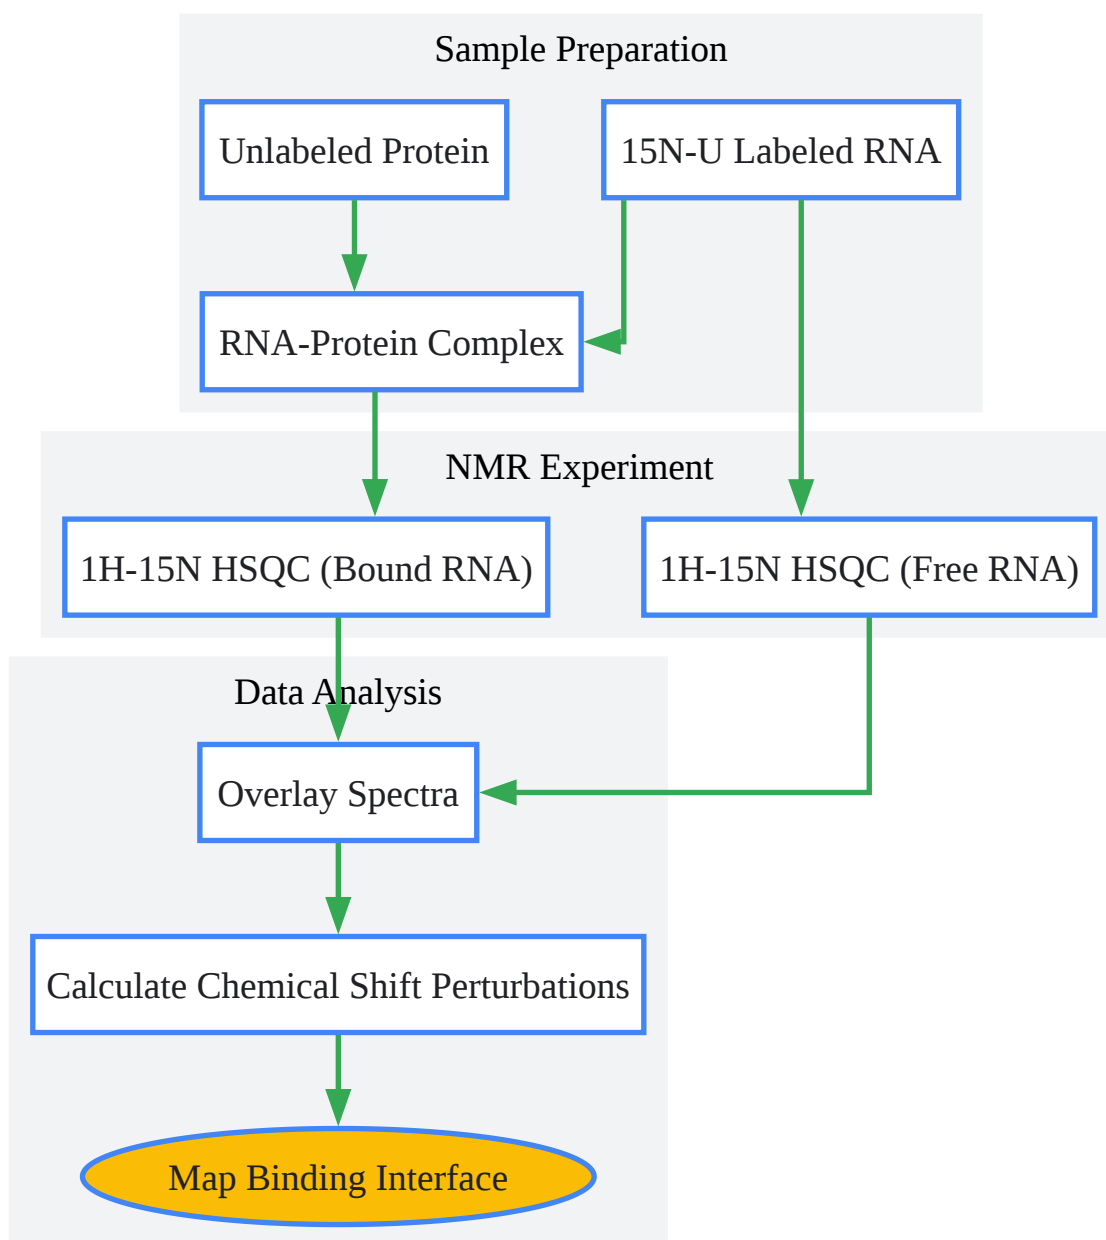 Sample Preparation
Unlabeled Protein
15N-U Labeled RNA
RNA-Protein Complex
NMR Experiment
1H-15N HSQC (Bound RNA)
1H-15N HSQC (Free RNA)
Data Analysis
Overlay Spectra
Calculate Chemical Shift Perturbations
Map Binding Interface